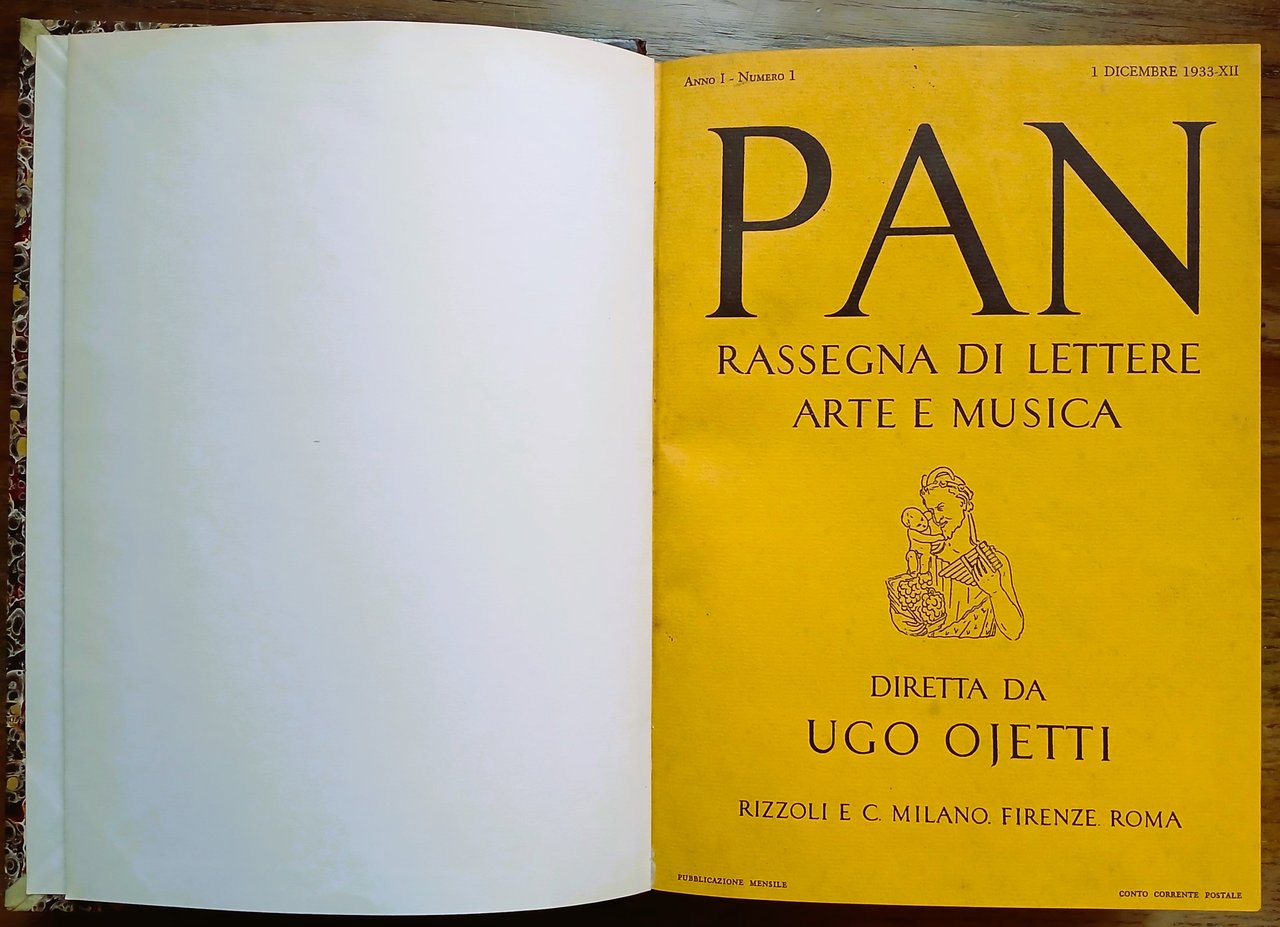 Anno I - Numero 1
1 DICEMBRE 1933-XII
PAN
RASSEGNA DI LETTERE
ARTE E MUSICA
DIRETTA DA
UGO OJETTI
RIZZOLI E C. MILANO. FIRENZE. ROMA
PUBBLICAZIONE MENSILE
CONTO CORRENTE POSTALE